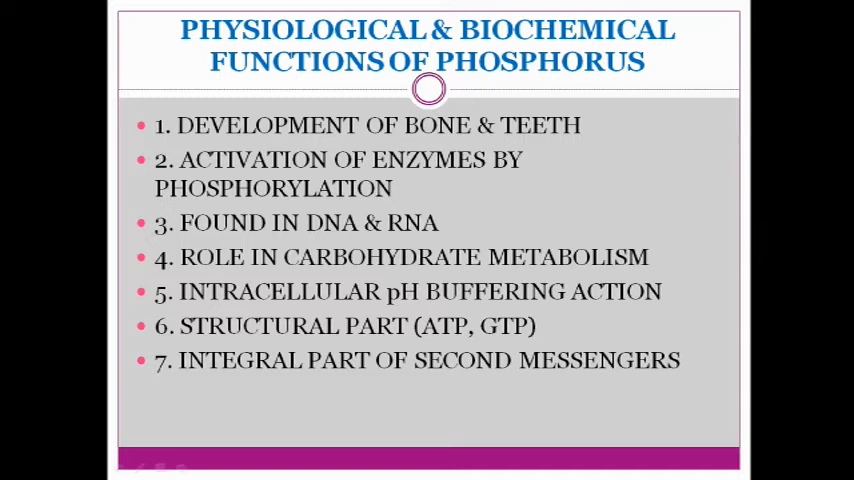 PHYSIOLOGICAL & BIOCHEMICAL
FUNCTIONS OF PHOSPHORUS
• 1. DEVELOPMENT OF BONE & TEETH
• 2. ACTIVATION OF ENZYMES BY
PHOSPHORYLATION
• 3. FOUND IN DNA & RNA
• 4. ROLE IN CARBOHYDRATE METABOLISM
• 5. INTRACELLULAR pH BUFFERING ACTION
• 6. STRUCTURAL PART (ATP, GTP)
• 7. INTEGRAL PART OF SECOND MESSENGERS